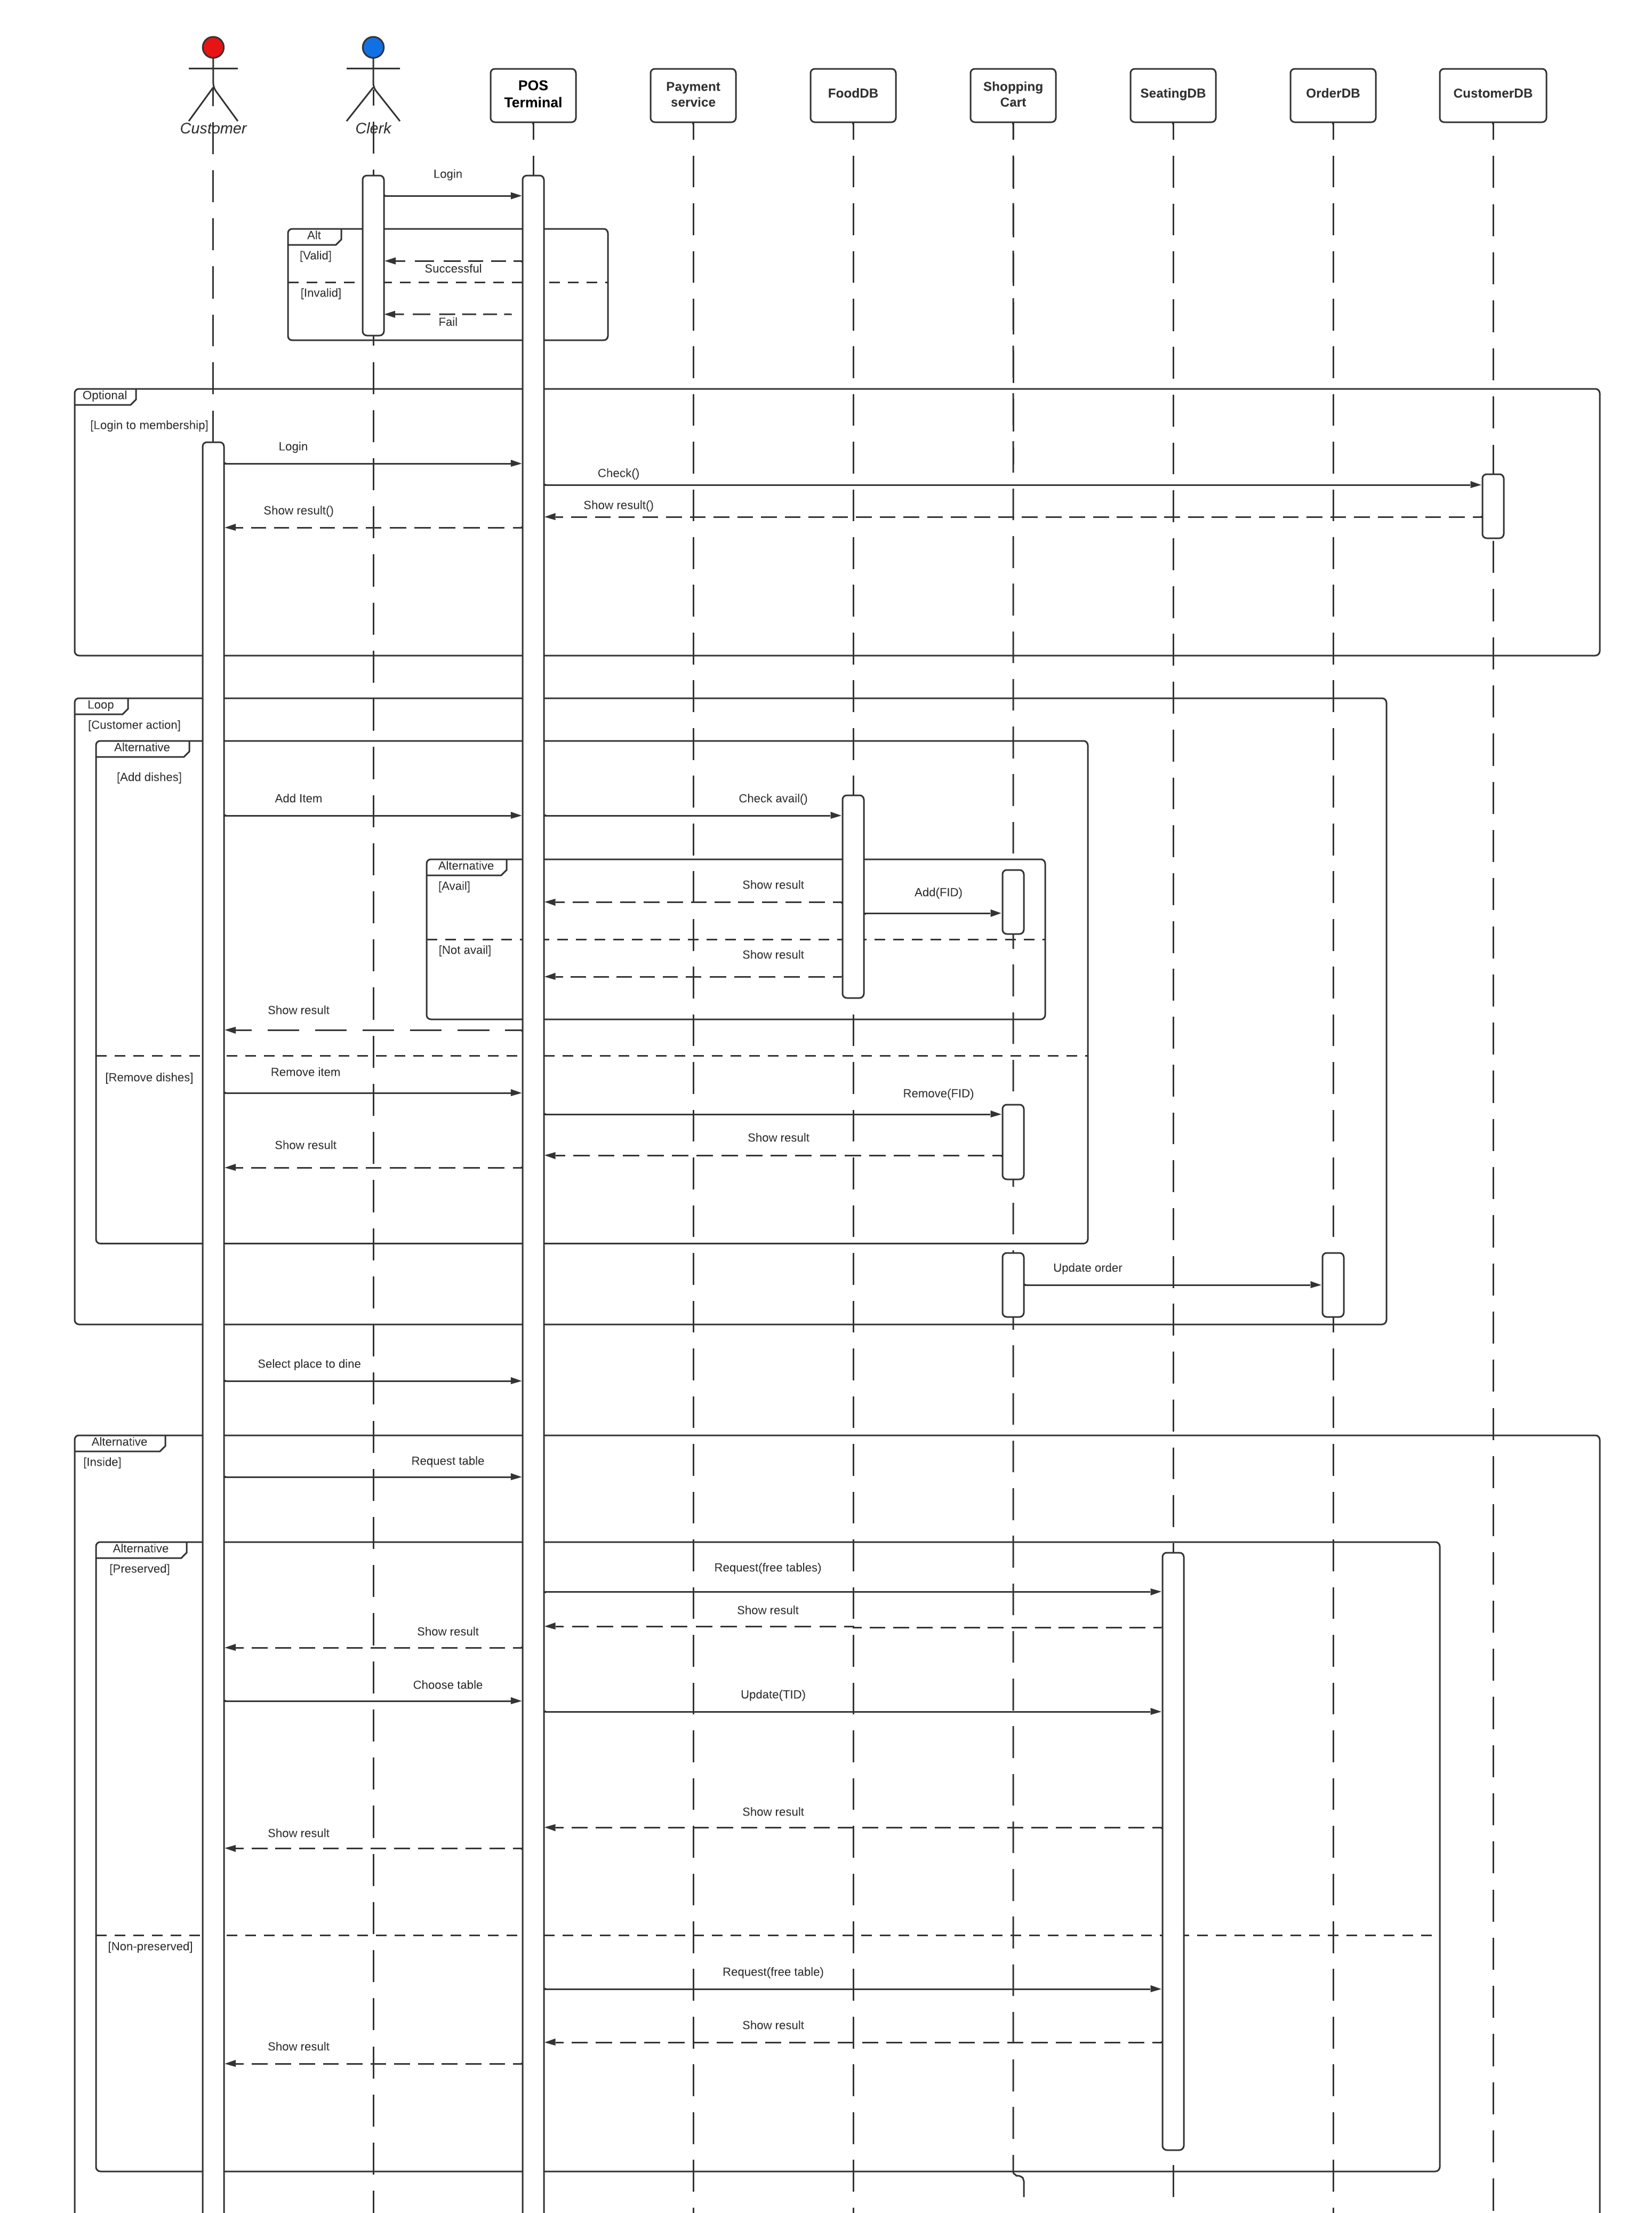 Customer
Clerk
POS
Terminal
Payment
service
FoodDB
Shopping
Cart
SeatingDB
OrderDB
CustomerDB
Login
Alt
[Valid]
Successful
[Invalid]
Fail
Optional
[Login to membership]
Login
Check()
Show result()
Show result()
Loop
[Customer action]
Alternative
[Add dishes]
Add Item
Check avail()
Alternative
[Avail]
Show result
Add(FID)
[Not avail]
Show result
Show result
[Remove dishes]
Remove item
Remove(FID)
Show result
Show result
Update order
Select place to dine
Alternative
[Inside]
Request table
Alternative
[Preserved]
Request(free tables)
Show result
Show result
Choose table
Update(TID)
Show result
Show result
[Non-preserved]
Request(free table)
Show result
Show result